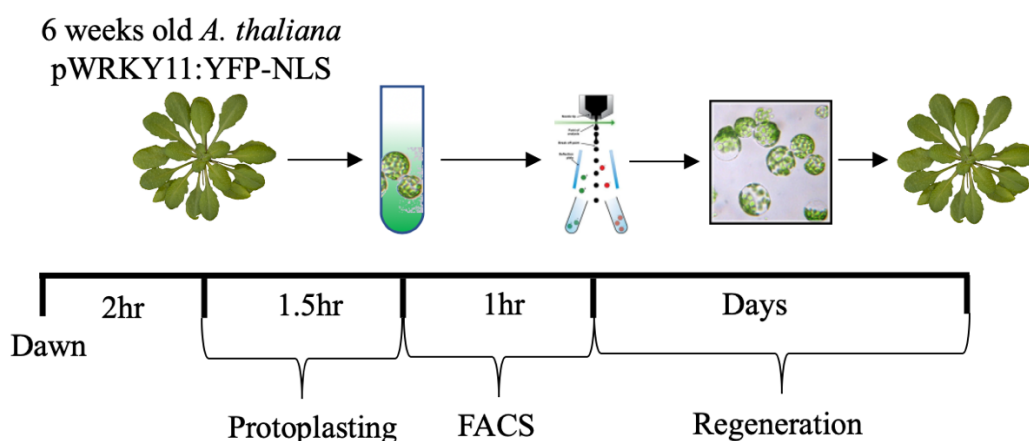 6 weeks old A. thaliana
pWRKY11:YFP-NLS
2hr
1.5hr
1hr
Days
Dawn
Protoplasting
FACS
Regeneration